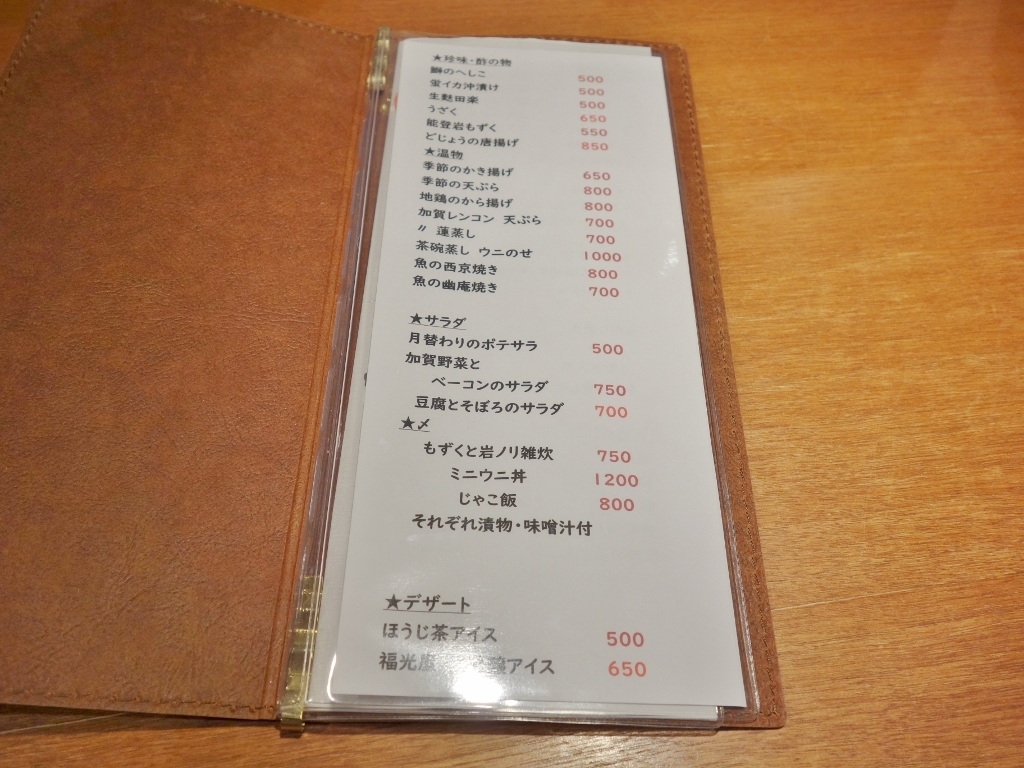 ★珍味・酢の物
鰤のへしこ 500
蛍イカ沖漬け 500
生麩田楽 500
うざく 650
能登岩もずく 550
どじょうの唐揚げ 850
★温物
季節のかき揚げ 650
季節の天ぷら 800
地鶏のから揚げ 800
加賀レンコン 天ぷら 700
〃 蓮蒸し 700
茶碗蒸し ウニのせ 1000
魚の西京焼き 800
魚の幽庵焼き 700
★サラダ
月替わりのポテサラ 500
加賀野菜と
ベーコンのサラダ 750
豆腐とそぼろのサラダ 700
★〆
もずくと岩ノリ雑炊 750
ミニウニ丼 1200
じゃこ飯 800
それぞれ漬物・味噌汁付
★デザート
ほうじ茶アイス 500
福光屋 アイス 650